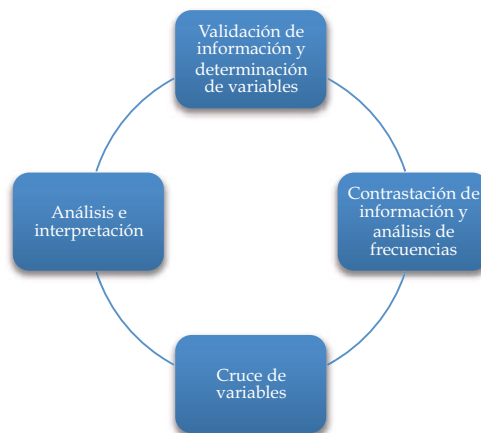 Validación de
información y
determinación
de variables
Contrastación de
información y
análisis de
frecuencias
Cruce de
variables
Análisis e
interpretación